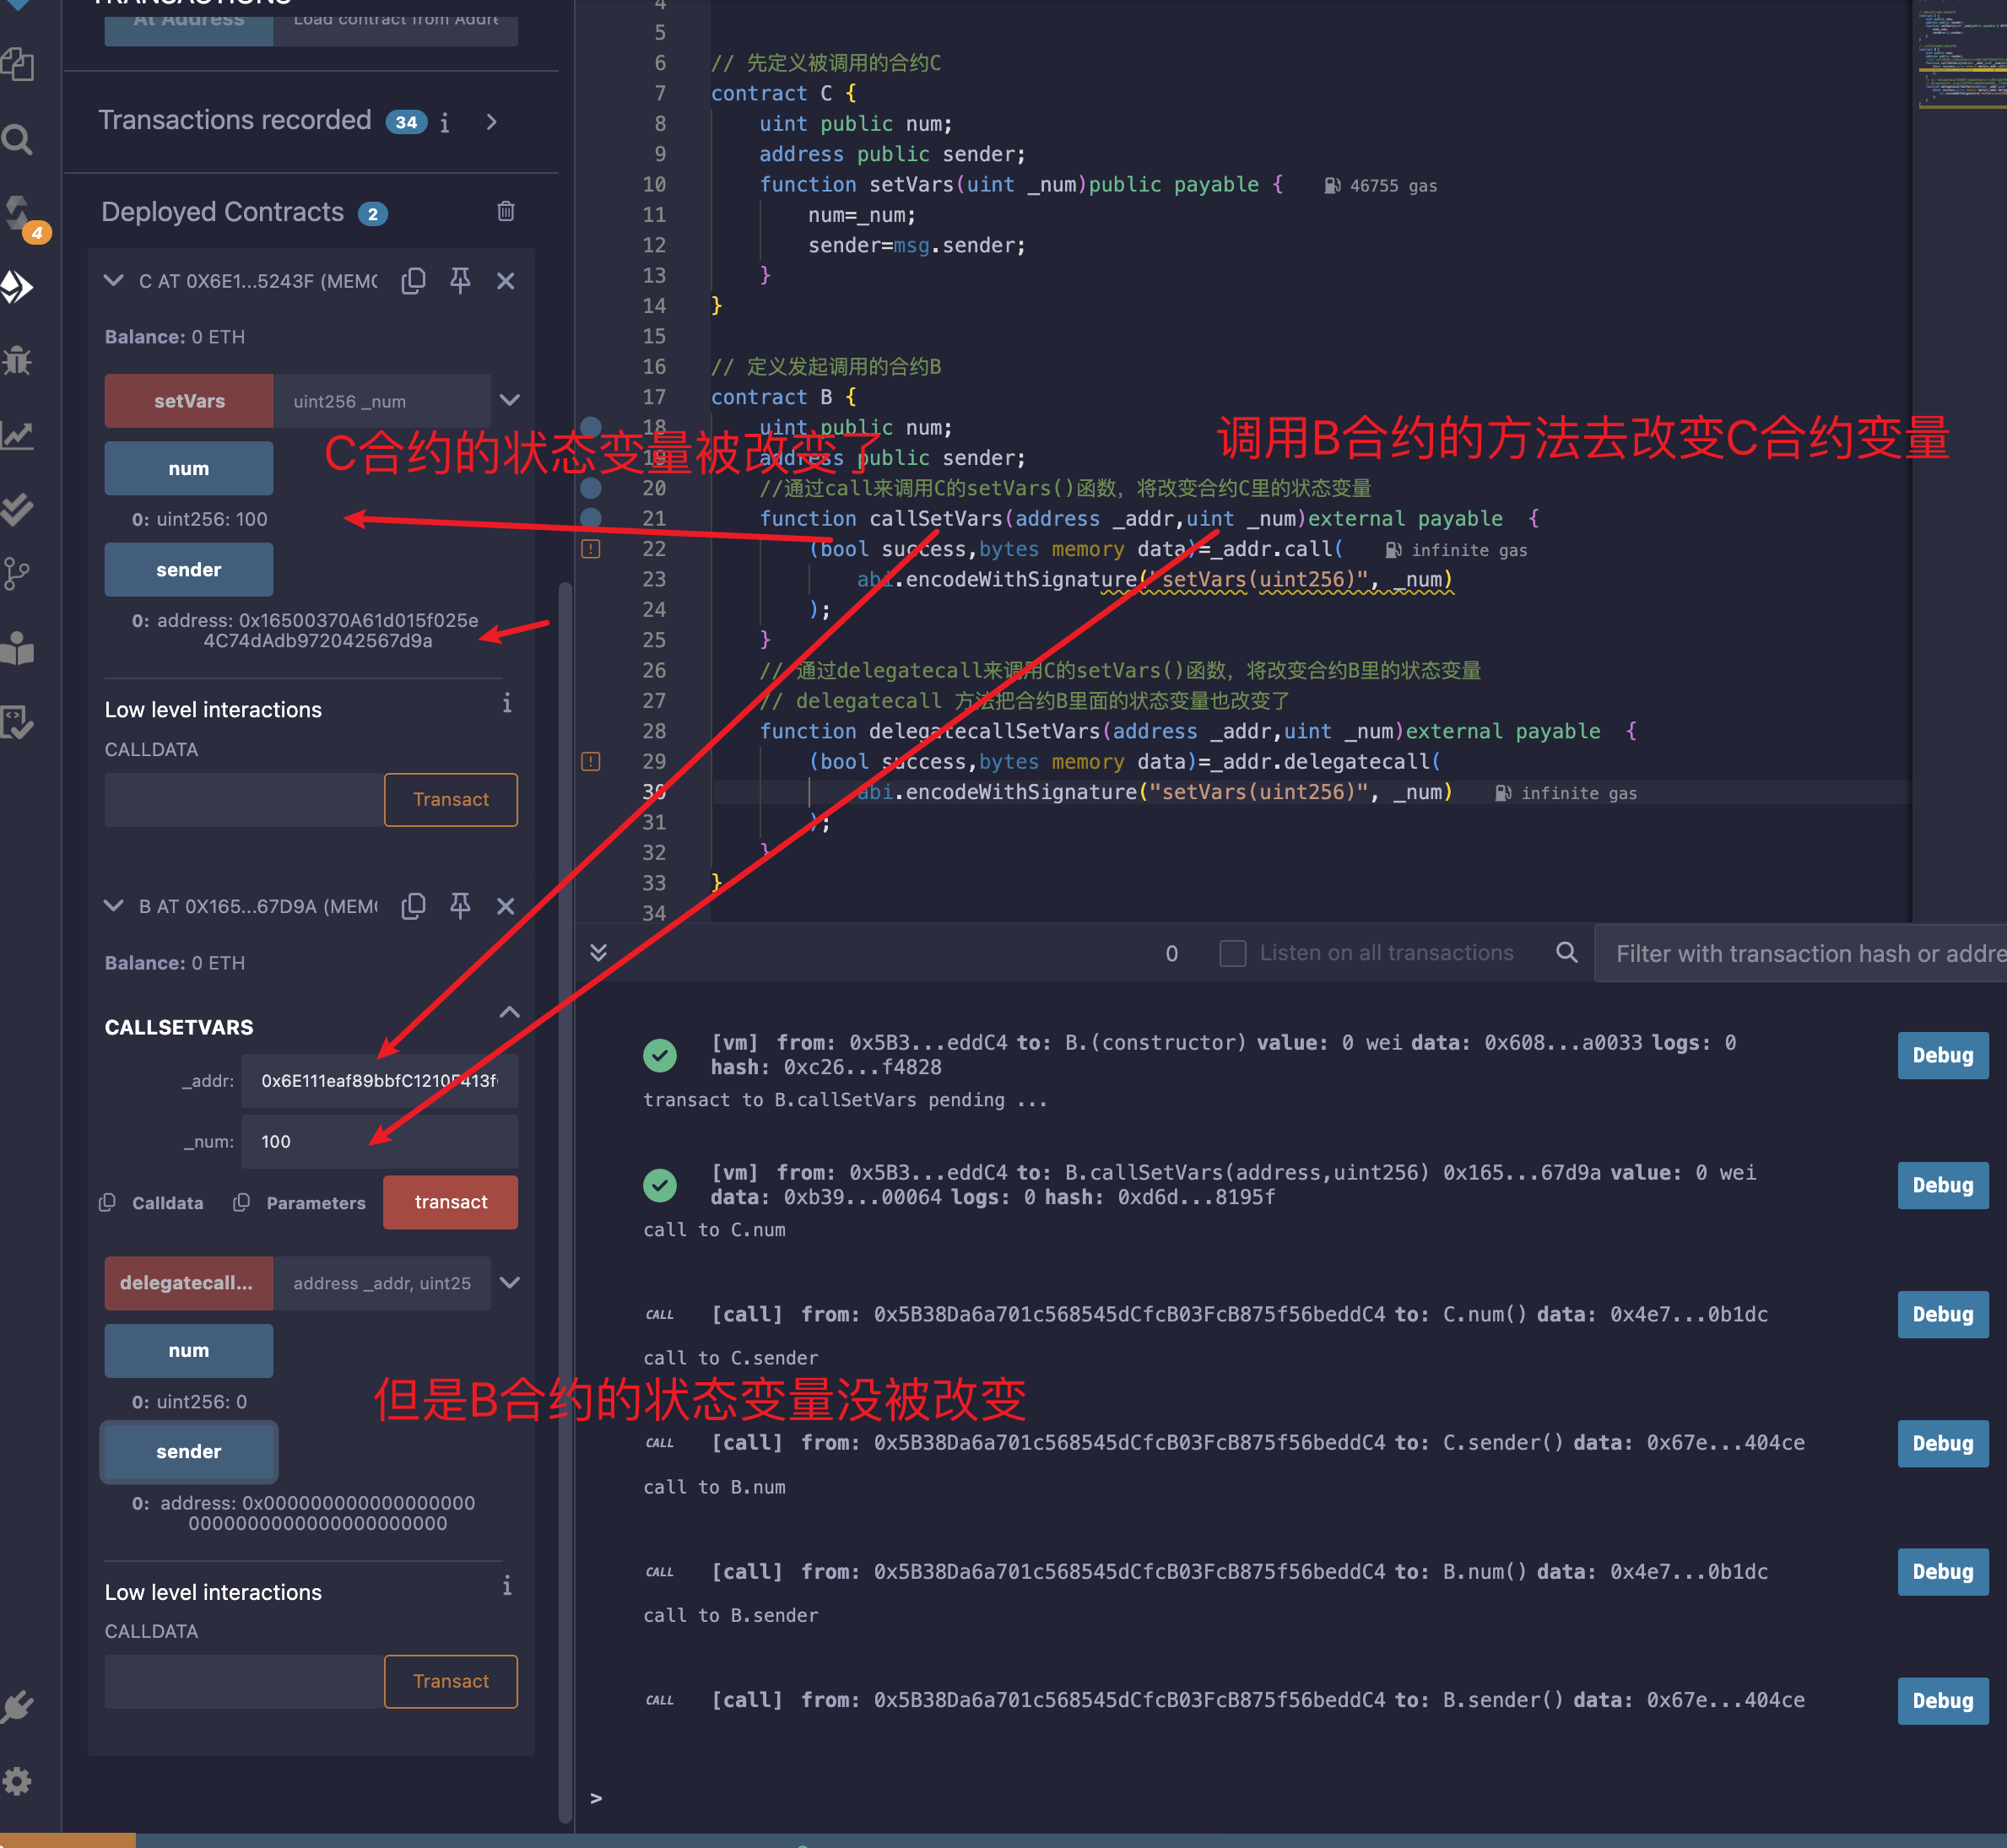 TRANSACTIONS
At Address
Load contract from Addre
Transactions recorded 34 i
Deployed Contracts 2
4
C AT 0X6E1...5243F (MEMO
Balance: 0 ETH
setVars
uint256 _num
num
0: uint256: 100
sender
0: address: 0x16500370A61d015f025e
4C74dAdb972042567d9a
Low level interactions
i
CALLDATA
Transact
B AT 0X165...67D9A (MEMO
Balance: 0 ETH
CALLSETVARS
_addr:
0x6E111eaf89bbfC1210F413f
_num:
100
Calldata
Parameters
transact
delegatecall...
address _addr, uint25
num
0: uint256: 0
sender
0: address: 0x000000000000000000
0000000000000000000000
Low level interactions
i
CALLDATA
Transact
C合约的状态变量被改变了
调用B合约的方法去改变C合约变量
但是B合约的状态变量没被改变
4
5
6 // 先定义被调用的合约C
7 contract C {
8 uint public num;
9 address public sender;
10 function setVars(uint _num)public payable { 46755 gas
11 num=_num;
12 sender=msg.sender;
13 }
14 }
15
16 // 定义发起调用的合约B
17 contract B {
18 uint public num;
19 address public sender;
20 //通过call来调用C的setVars()函数，将改变合约C里的状态变量
21 function callSetVars(address _addr,uint _num)external payable {
22 (bool success,bytes memory data)=_addr.call( infinite gas
23 abi.encodeWithSignature("setVars(uint256)", _num)
24 );
25 }
26 // 通过delegatecall来调用C的setVars()函数，将改变合约B里的状态变量
27 // delegatecall 方法把合约B里面的状态变量也改变了
28 function delegatecallSetVars(address _addr,uint _num)external payable {
29 (bool success,bytes memory data)=_addr.delegatecall(
30 abi.encodeWithSignature("setVars(uint256)", _num) infinite gas
31 );
32 }
33 }
34
0
Listen on all transactions
Filter with transaction hash or addre
[vm] from: 0x5B3...eddC4 to: B.(constructor) value: 0 wei data: 0x608...a0033 logs: 0
hash: 0xc26...f4828
Debug
transact to B.callSetVars pending ...
[vm] from: 0x5B3...eddC4 to: B.callSetVars(address,uint256) 0x165...67d9a value: 0 wei
data: 0xb39...00064 logs: 0 hash: 0xd6d...8195f
Debug
call to C.num
CALL [call] from: 0x5B38Da6a701c568545dCfcB03FcB875f56beddC4 to: C.num() data: 0x4e7...0b1dc
Debug
call to C.sender
CALL [call] from: 0x5B38Da6a701c568545dCfcB03FcB875f56beddC4 to: C.sender() data: 0x67e...404ce
Debug
call to B.num
CALL [call] from: 0x5B38Da6a701c568545dCfcB03FcB875f56beddC4 to: B.num() data: 0x4e7...0b1dc
Debug
call to B.sender
CALL [call] from: 0x5B38Da6a701c568545dCfcB03FcB875f56beddC4 to: B.sender() data: 0x67e...404ce
Debug
>